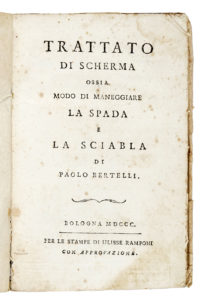 TRATTATO
DI SCHERMA
OSSIA
MODO DI MANEGGIARE
LA SPADA
E
LA SCIABLA
DI
PAOLO BERTELLI.
BOLOGNA MDCCC.
PER LE STAMPE DI ULISSE RAMPONI
CON APPROVAZIONE.